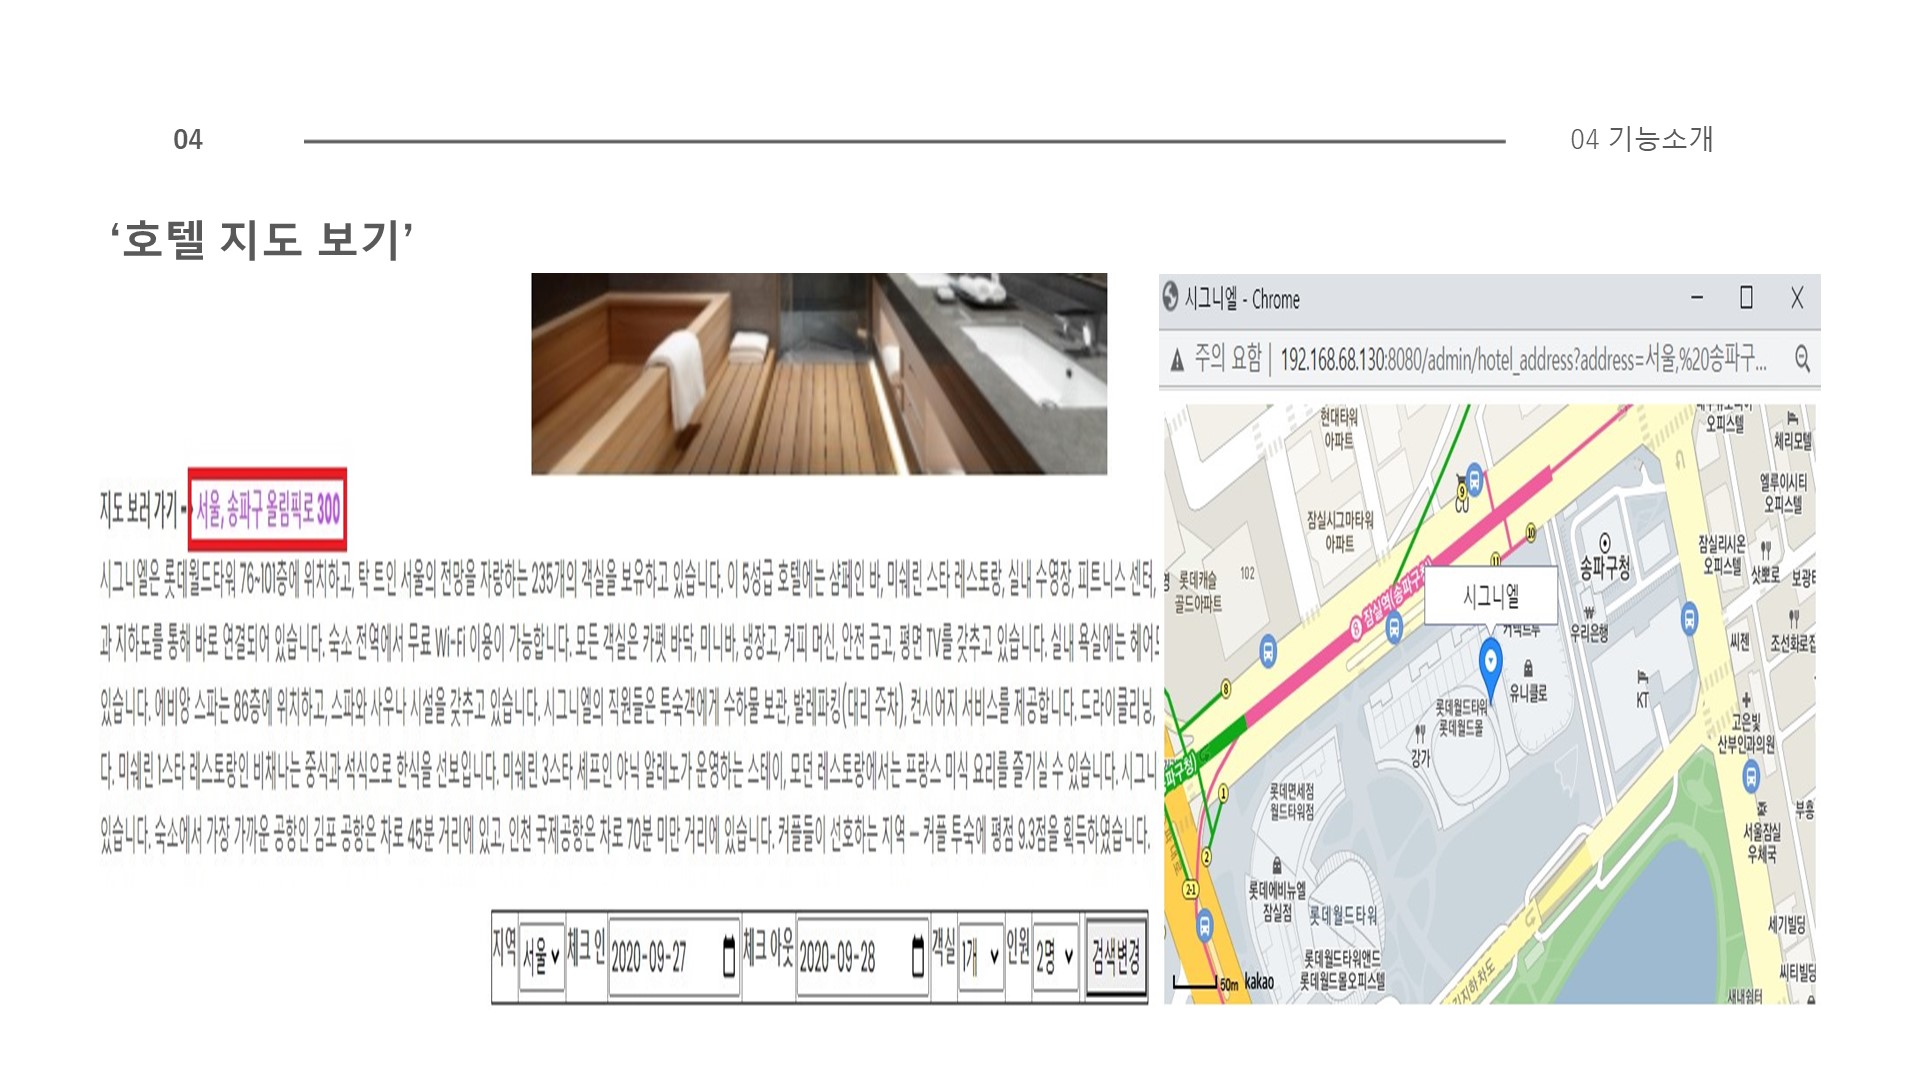 04
04 기능소개
‘호텔 지도 보기’
지도 보러 가기 → 서울, 송파구 올림픽로 300
시그니엘은 롯데월드타워 76~101층에 위치하고, 탁 트인 서울의 전망을 자랑하는 235개의 객실을 보유하고 있습니다. 이 5성급 호텔에는 샴페인 바, 미쉐린 스타 레스토랑, 실내 수영장, 피트니스 센터,
과 지하도를 통해 바로 연결되어 있습니다. 숙소 전역에서 무료 Wi-Fi 이용이 가능합니다. 모든 객실은 카펫 바닥, 미니바, 냉장고, 커피 머신, 안전 금고, 평면 TV를 갖추고 있습니다. 실내 욕실에는 헤어
있습니다. 에비앙 스파는 86층에 위치하고, 스파와 사우나 시설을 갖추고 있습니다. 시그니엘의 직원들은 투숙객에게 수하물 보관, 발레파킹(대리 주차), 컨시어지 서비스를 제공합니다. 드라이클리닝,
다. 미쉐린 1스타 레스토랑인 비채나는 중식과 석식으로 한식을 선보입니다. 미쉐린 3스타 셰프인 야닉 알레노가 운영하는 스테이, 모던 레스토랑에서는 프랑스 미식 요리를 즐기실 수 있습니다. 시그니
있습니다. 숙소에서 가장 가까운 공항인 김포 공항은 차로 45분 거리에 있고, 인천 국제공항은 차로 70분 미만 거리에 있습니다. 커플들이 선호하는 지역 – 커플 투숙에 평점 9.3점을 획득하였습니다.
지역 서울 체크 인 2020-09-27 체크 아웃 2020-09-28 객실 1개 인원 2명 검색변경
시그니엘 - Chrome
주의 요함 | 192.168.68.130:8080/admin/hotel_address?address=서울,%20송파구...
현대타워
아파트
오피스텔
체리모텔
엘루이시티
오피스텔
9
CU
잠실시그마타워
아파트
10
11
송파구청
잠실리시온
오피스텔
삿뽀로
보광
102
롯데캐슬
골드아파트
8 잠실역(송파구청)
시그니엘
우리은행
씨젠
조선화로집
유니클로
KT
8
롯데월드타워
롯데월드몰
강가
고은빛
산부인과의원
파구청)
1
롯데면세점
월드타워점
부흥
서울잠실
우체국
2
2-1
롯데에비뉴엘
잠실점
롯데월드타워
세기빌딩
롯데월드타워앤드
롯데월드몰오피스텔
씨티빌딩
지하차도
새내쉼터
50m kakao